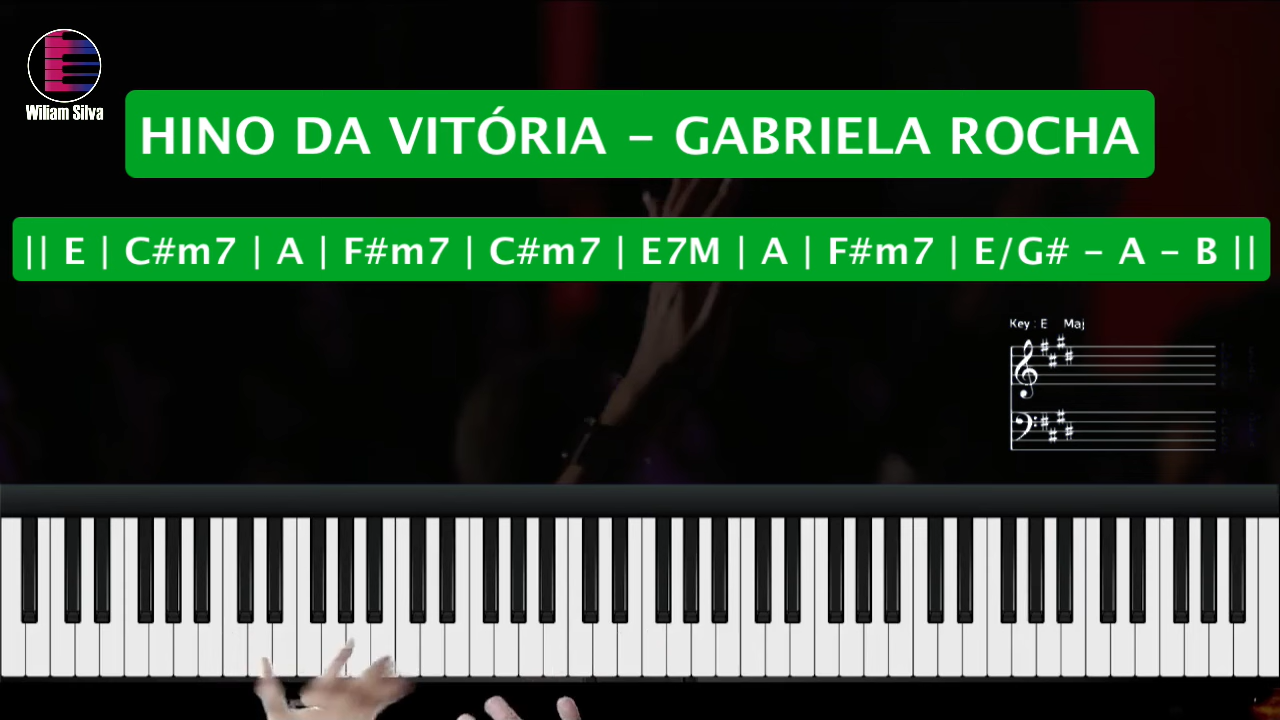 Wiliam Silva
HINO DA VITÓRIA - GABRIELA ROCHA
|| E | C#m7 | A | F#m7 | C#m7 | E7M | A | F#m7 | E/G# - A - B ||
Key : E Maj